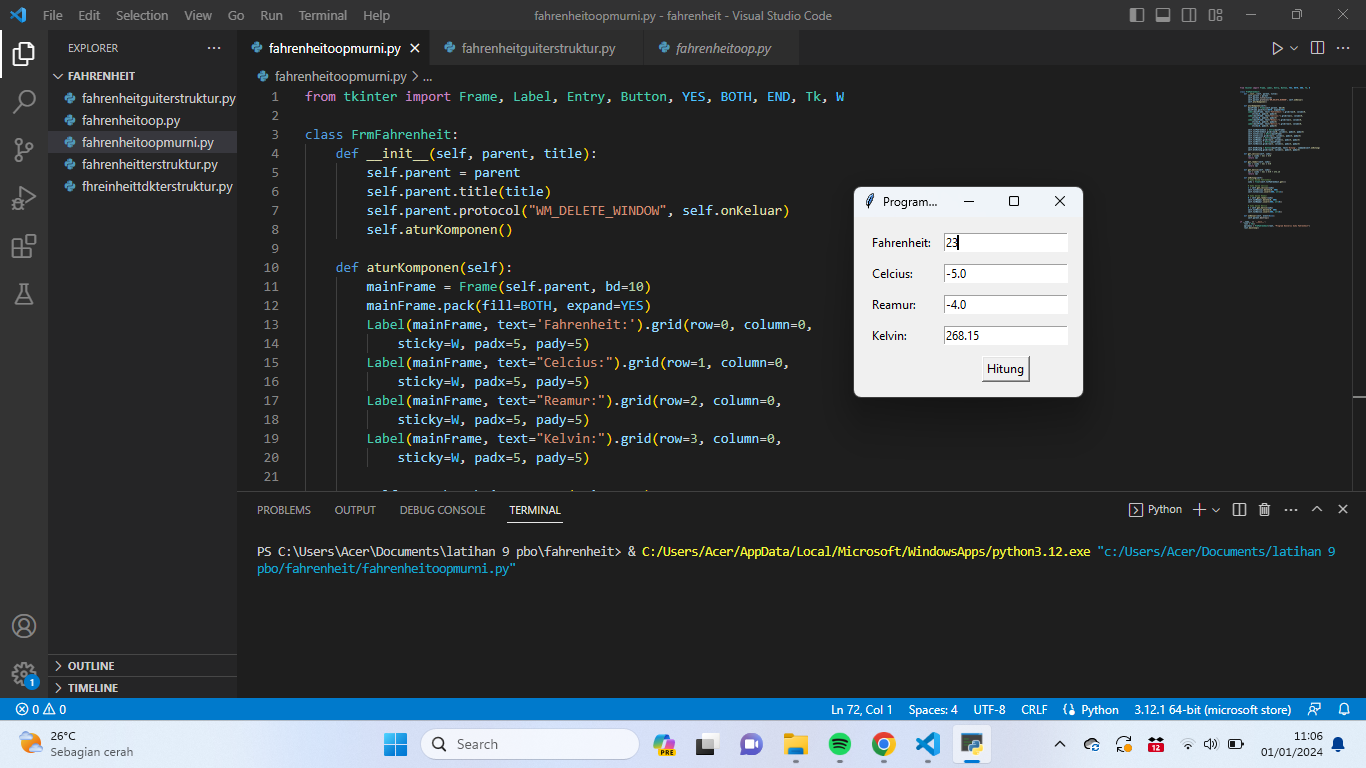 File Edit Selection View Go Run Terminal Help
fahrenheitoopmurni.py - fahrenheit - Visual Studio Code
EXPLORER
FAHRENHEIT
fahrenheitguiterstruktur.py
fahrenheitoop.py
fahrenheitoopmurni.py
fahrenheitterstruktur.py
fhreinheittdkterstruktur.py
OUTLINE
TIMELINE
fahrenheitoopmurni.py fahrenheitguiterstruktur.py fahrenheitoop.py
fahrenheitoopmurni.py > ...
1 from tkinter import Frame, Label, Entry, Button, YES, BOTH, END, Tk, W
2
3 class FrmFahrenheit:
4 def __init__(self, parent, title):
5 self.parent = parent
6 self.parent.title(title)
7 self.parent.protocol("WM_DELETE_WINDOW", self.onKeluar)
8 self.aturKomponen()
9
10 def aturKomponen(self):
11 mainFrame = Frame(self.parent, bd=10)
12 mainFrame.pack(fill=BOTH, expand=YES)
13 Label(mainFrame, text='Fahrenheit:').grid(row=0, column=0,
14 sticky=W, padx=5, pady=5)
15 Label(mainFrame, text="Celcius:").grid(row=1, column=0,
16 sticky=W, padx=5, pady=5)
17 Label(mainFrame, text="Reamur:").grid(row=2, column=0,
18 sticky=W, padx=5, pady=5)
19 Label(mainFrame, text="Kelvin:").grid(row=3, column=0,
20 sticky=W, padx=5, pady=5)
21
Program...
Fahrenheit: 23
Celcius: -5.0
Reamur: -4.0
Kelvin: 268.15
Hitung
PROBLEMS OUTPUT DEBUG CONSOLE TERMINAL
Python
PS C:\Users\Acer\Documents\latihan 9 pbo\fahrenheit> & C:/Users/Acer/AppData/Local/Microsoft/WindowsApps/python3.12.exe "c:/Users/Acer/Documents/latihan 9
pbo/fahrenheit/fahrenheitoopmurni.py"
1
0 0
Ln 72, Col 1 Spaces: 4 UTF-8 CRLF Python 3.12.1 64-bit (microsoft store)
26°C
Sebagian cerah
Search
PRE
12
11:06
01/01/2024